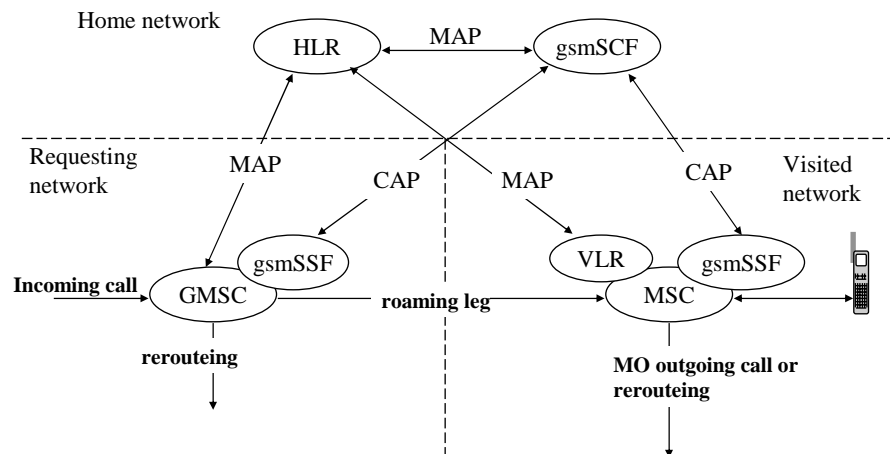 Home network
HLR
MAP
gsmSCF
Requesting
network
MAP
CAP
MAP
CAP
Visited
network
gsmSSF
VLR
gsmSSF
Incoming call
GMSC
roaming leg
MSC
rerouteing
MO outgoing call or
rerouteing